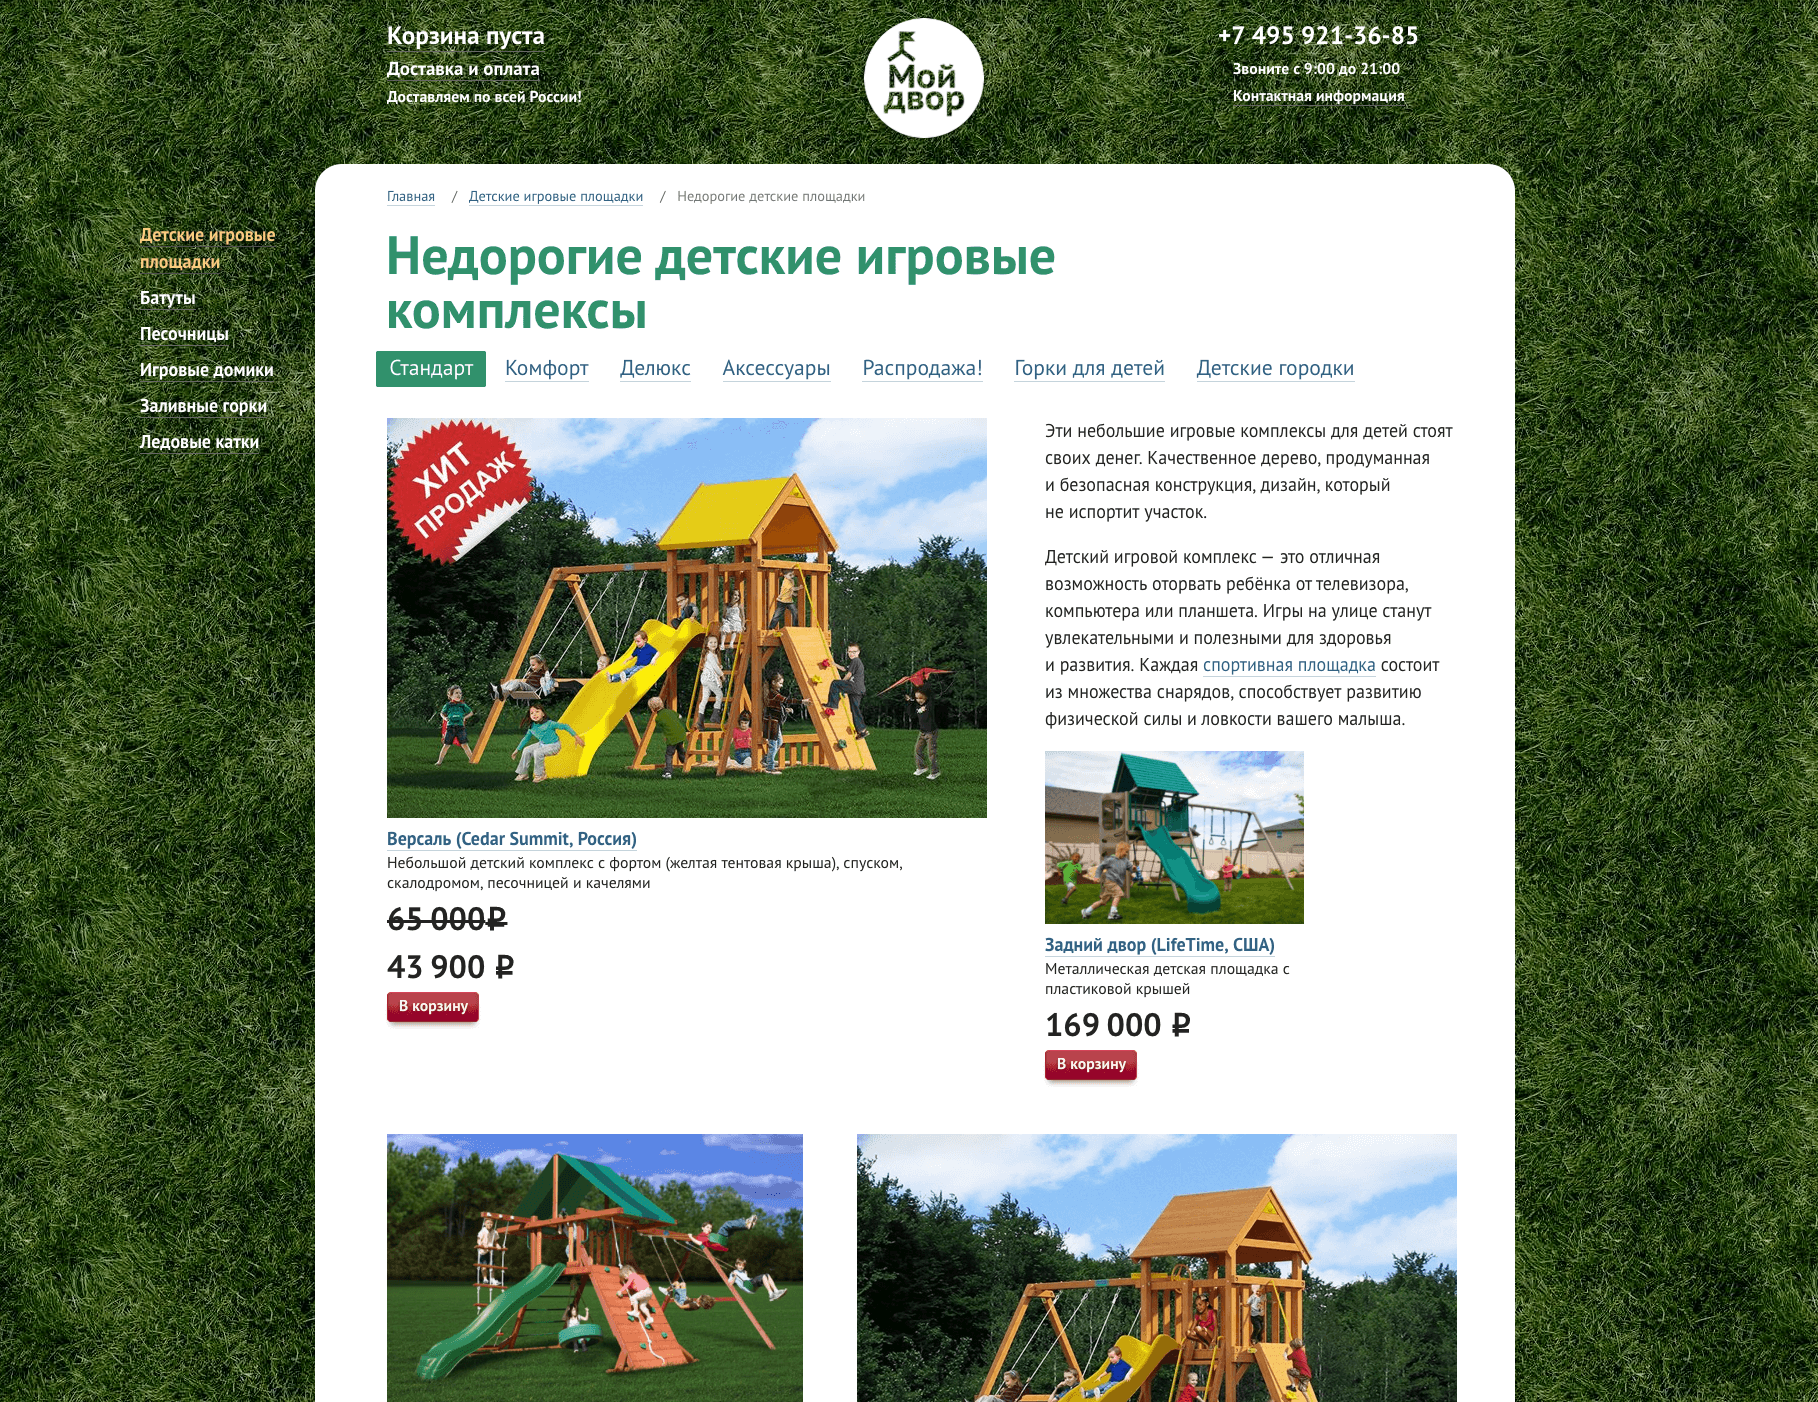 Корзина пуста
Доставка и оплата
Доставляем по всей России!
Мой
двор
+7 495 921-36-85
Звоните с 9:00 до 21:00
Контактная информация
Главная / Детские игровые площадки / Недорогие детские площадки
Детские игровые
площадки
Батуты
Песочницы
Игровые домики
Заливные горки
Ледовые катки
Недорогие детские игровые
комплексы
Стандарт Комфорт Делюкс Аксессуары Распродажа! Горки для детей Детские городки
ХИТ
ПРОДАЖ
Версаль (Cedar Summit, Россия)
Небольшой детский комплекс с фортом (желтая тентовая крыша), спуском,
скалодромом, песочницей и качелями
65 000₽
43 900 ₽
В корзину
Эти небольшие игровые комплексы для детей стоят
своих денег. Качественное дерево, продуманная
и безопасная конструкция, дизайн, который
не испортит участок.
Детский игровой комплекс — это отличная
возможность оторвать ребёнка от телевизора,
компьютера или планшета. Игры на улице станут
увлекательными и полезными для здоровья
и развития. Каждая спортивная площадка состоит
из множества снарядов, способствует развитию
физической силы и ловкости вашего малыша.
Задний двор (LifeTime, США)
Металлическая детская площадка с
пластиковой крышей
169 000 ₽
В корзину